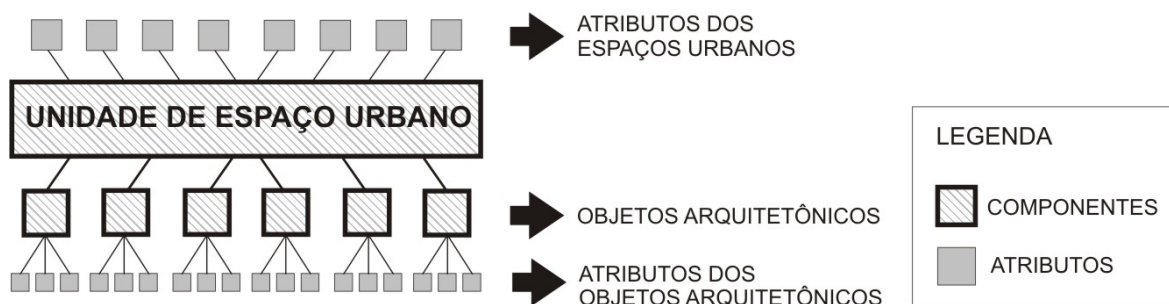 ATRIBUTOS DOS
ESPAÇOS URBANOS
UNIDADE DE ESPAÇO URBANO
OBJETOS ARQUITETÔNICOS
ATRIBUTOS DOS
OBJETOS ARQUITETÔNICOS
LEGENDA
COMPONENTES
ATRIBUTOS